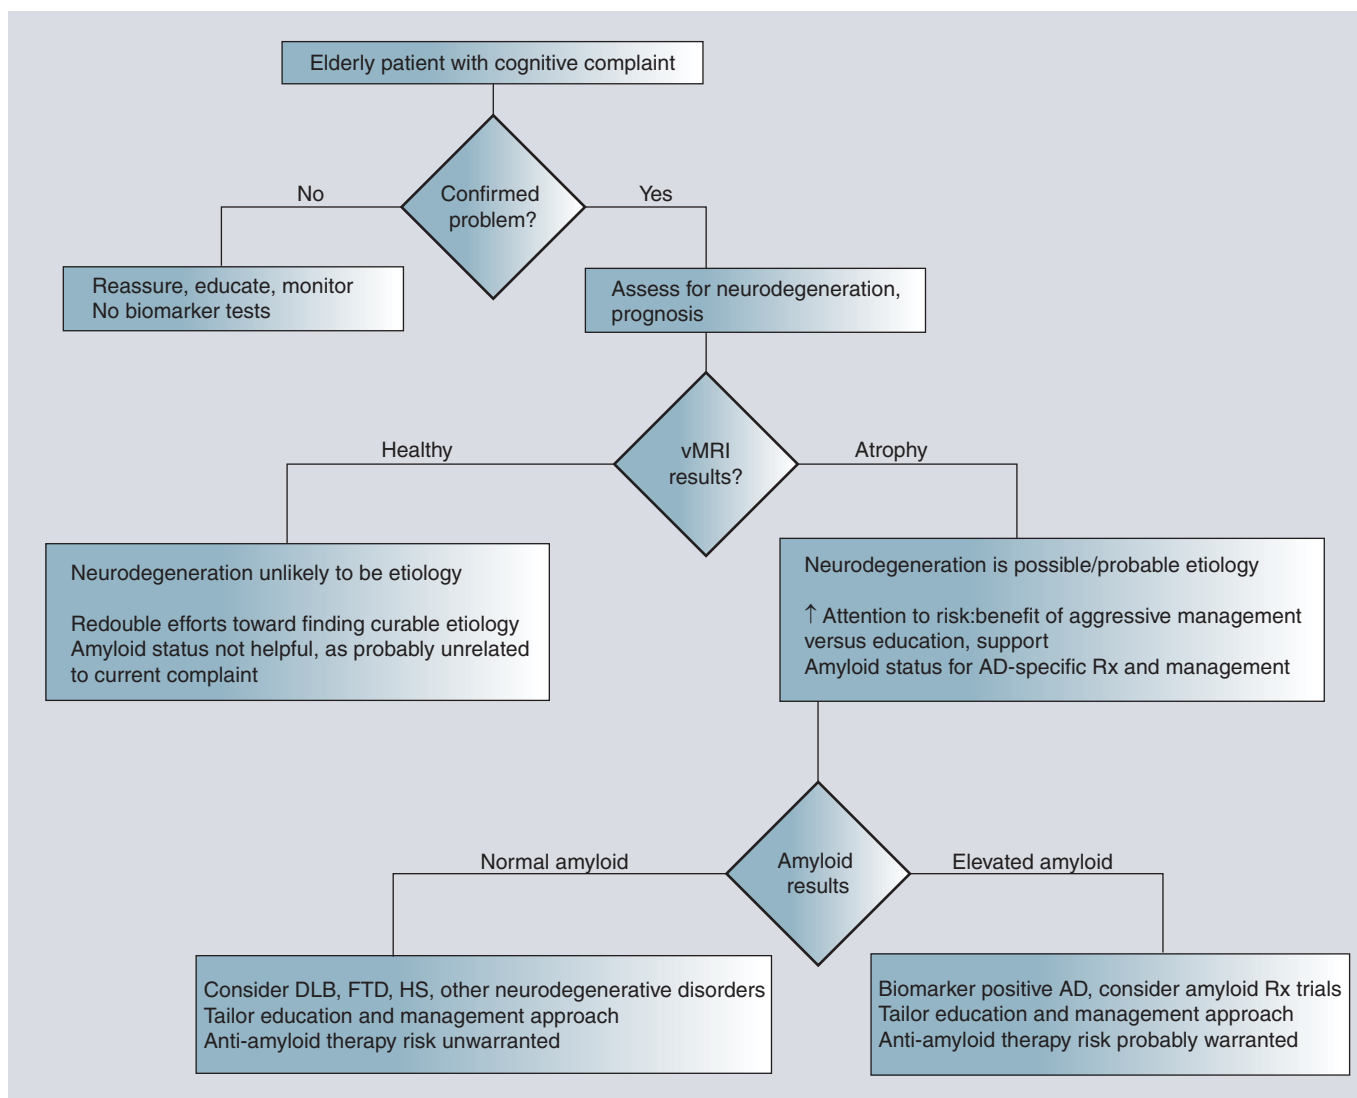 Elderly patient with cognitive complaint
Confirmed
problem?
No
Yes
Reassure, educate, monitor
No biomarker tests
Assess for neurodegeneration,
prognosis
vMRI
results?
Healthy
Atrophy
Neurodegeneration unlikely to be etiology
Redouble efforts toward finding curable etiology
Amyloid status not helpful, as probably unrelated
to current complaint
Neurodegeneration is possible/probable etiology
↑ Attention to risk:benefit of aggressive management
versus education, support
Amyloid status for AD-specific Rx and management
Amyloid
results
Normal amyloid
Elevated amyloid
Consider DLB, FTD, HS, other neurodegenerative disorders
Tailor education and management approach
Anti-amyloid therapy risk unwarranted
Biomarker positive AD, consider amyloid Rx trials
Tailor education and management approach
Anti-amyloid therapy risk probably warranted